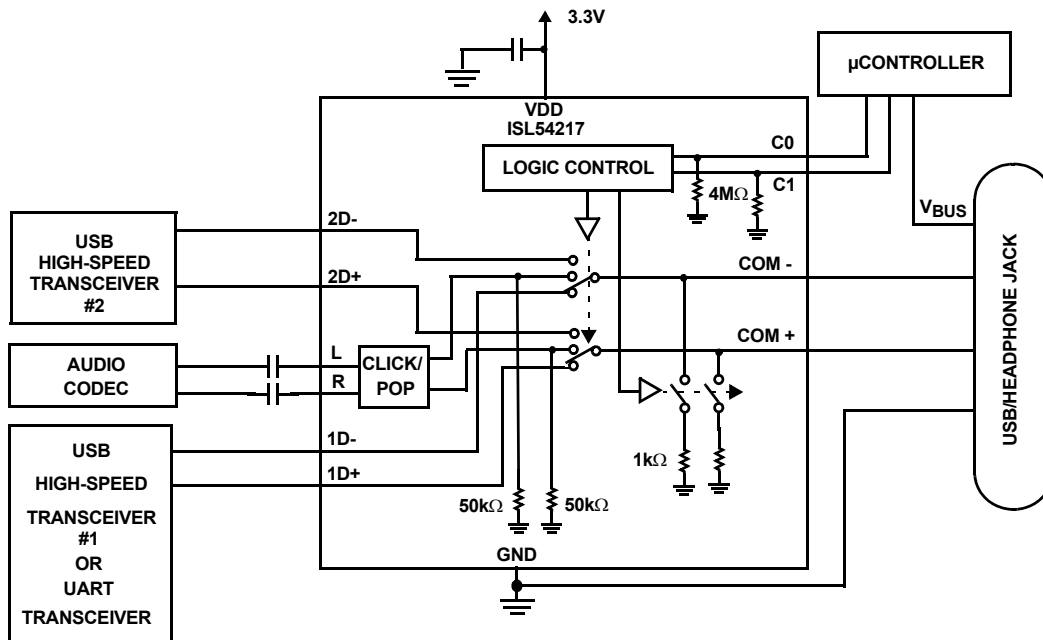 3.3V
µCONTROLLER
VDD
ISL54217
C0
LOGIC CONTROL
C1
4MΩ
VBUS
2D-
USB
HIGH-SPEED
TRANSCEIVER
#2
2D+
COM -
COM +
USB/HEADPHONE JACK
AUDIO
CODEC
L
R
CLICK/
POP
1D-
1D+
USB
HIGH-SPEED
TRANSCEIVER
#1
OR
UART
TRANSCEIVER
1kΩ
50kΩ
50kΩ
GND